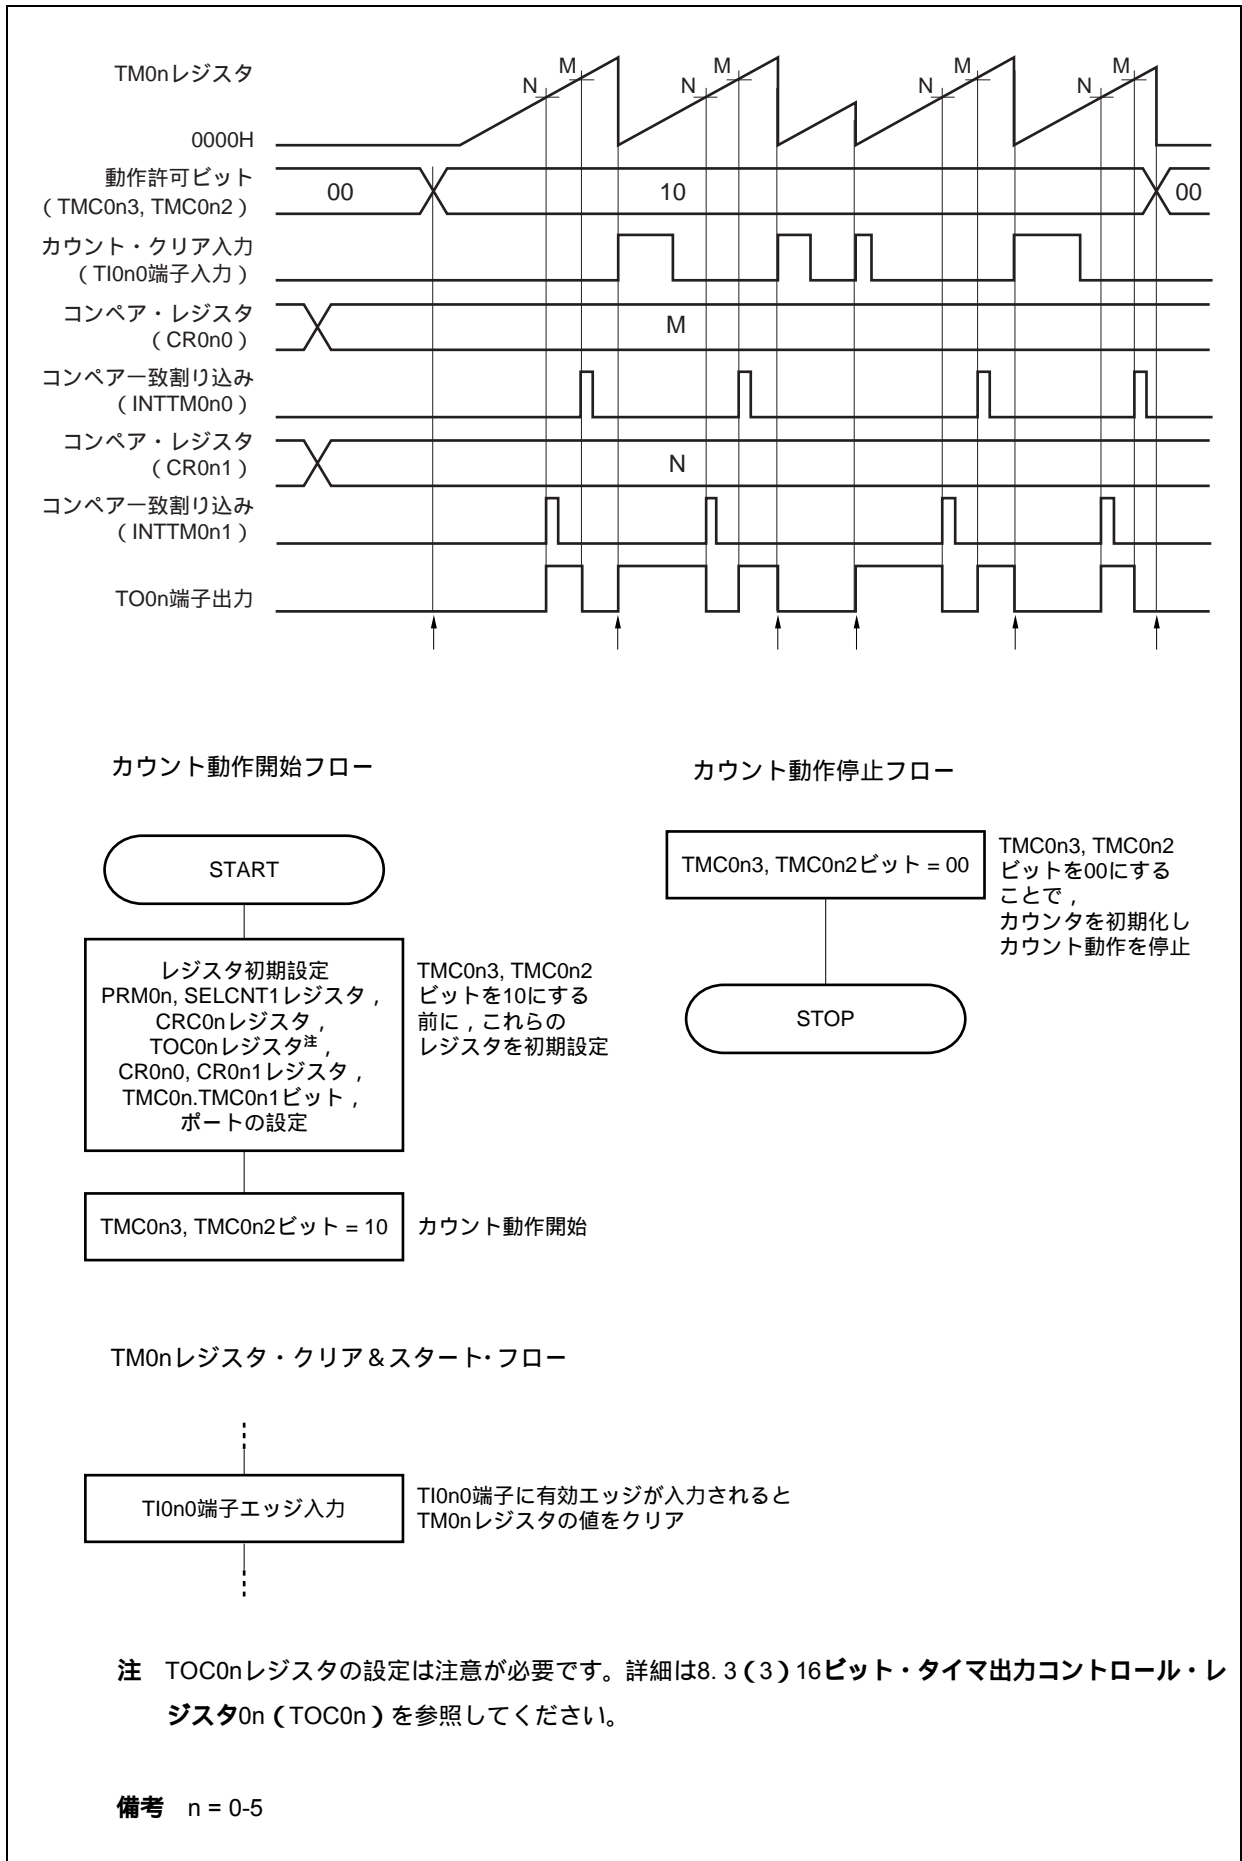 TM0nレジスタ
N
M
N
M
N
M
N
M
0000H
動作許可ビット
（TMC0n3, TMC0n2）
00
10
00
カウント・クリア入力
（TI0n0端子入力）
コンペア・レジスタ
（CR0n0）
M
コンペア一致割り込み
（INTTM0n0）
コンペア・レジスタ
（CR0n1）
N
コンペア一致割り込み
（INTTM0n1）
TO0n端子出力
カウント動作開始フロー
START
レジスタ初期設定
PRM0n, SELCNT1レジスタ，
CRC0nレジスタ，
TOC0nレジスタ注，
CR0n0, CR0n1レジスタ，
TMC0n.TMC0n1ビット，
ポートの設定
TMC0n3, TMC0n2
ビットを10にする
前に，これらの
レジスタを初期設定
TMC0n3, TMC0n2ビット = 10
カウント動作開始
カウント動作停止フロー
TMC0n3, TMC0n2ビット = 00
TMC0n3, TMC0n2
ビットを00にする
ことで，
カウンタを初期化し
カウント動作を停止
STOP
TM0nレジスタ・クリア＆スタート・フロー
TI0n0端子エッジ入力
TI0n0端子に有効エッジが入力されると
TM0nレジスタの値をクリア
注 TOC0nレジスタの設定は注意が必要です。詳細は8. 3（3）16ビット・タイマ出力コントロール・レ
ジスタ0n（TOC0n）を参照してください。
備考 n = 0-5